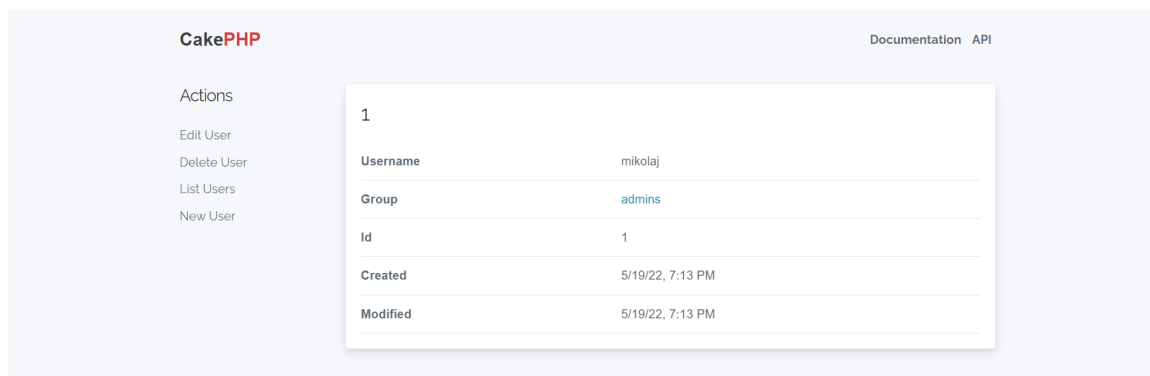 CakePHP
Documentation API
Actions
Edit User
Delete User
List Users
New User
1
Username mikolaj
Group admins
Id 1
Created 5/19/22, 7:13 PM
Modified 5/19/22, 7:13 PM